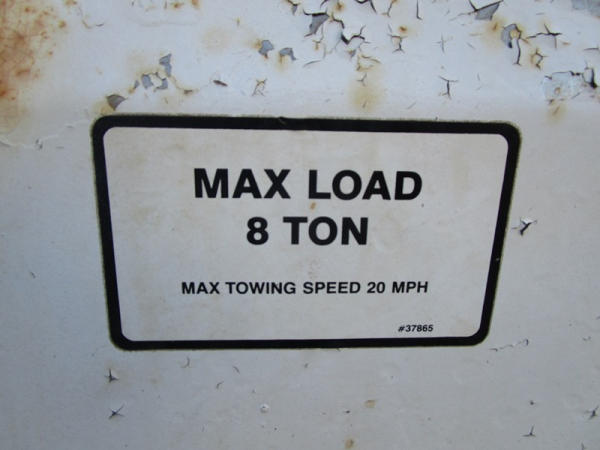 MAX LOAD
8 TON
MAX TOWING SPEED 20 MPH
#37865